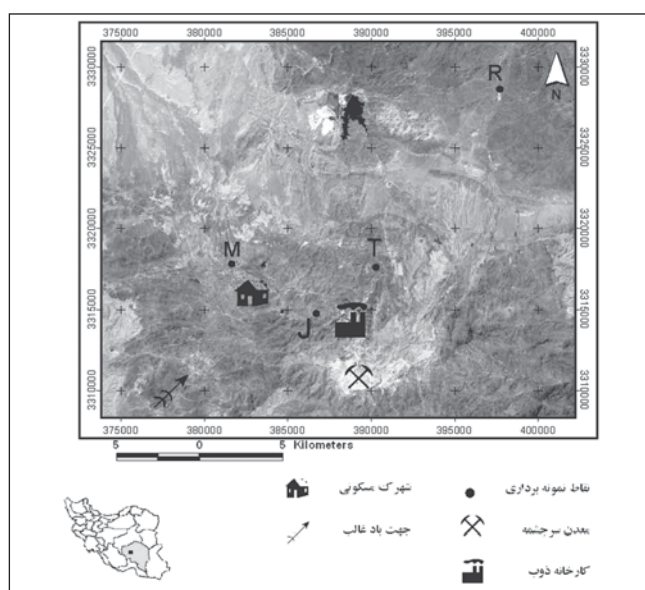 375000 380000 385000 390000 395000 400000
3330000 3330000
R
N
3325000 3325000
3320000 3320000
M T
3315000 3315000
J
3310000 3310000
375000 380000 385000 390000 395000 400000
5 0 5 Kilometers
نقاط نمونه برداری
شهرک مسکونی
معدن سرچشمه
جهت باد غالب
کارخانه ذوب